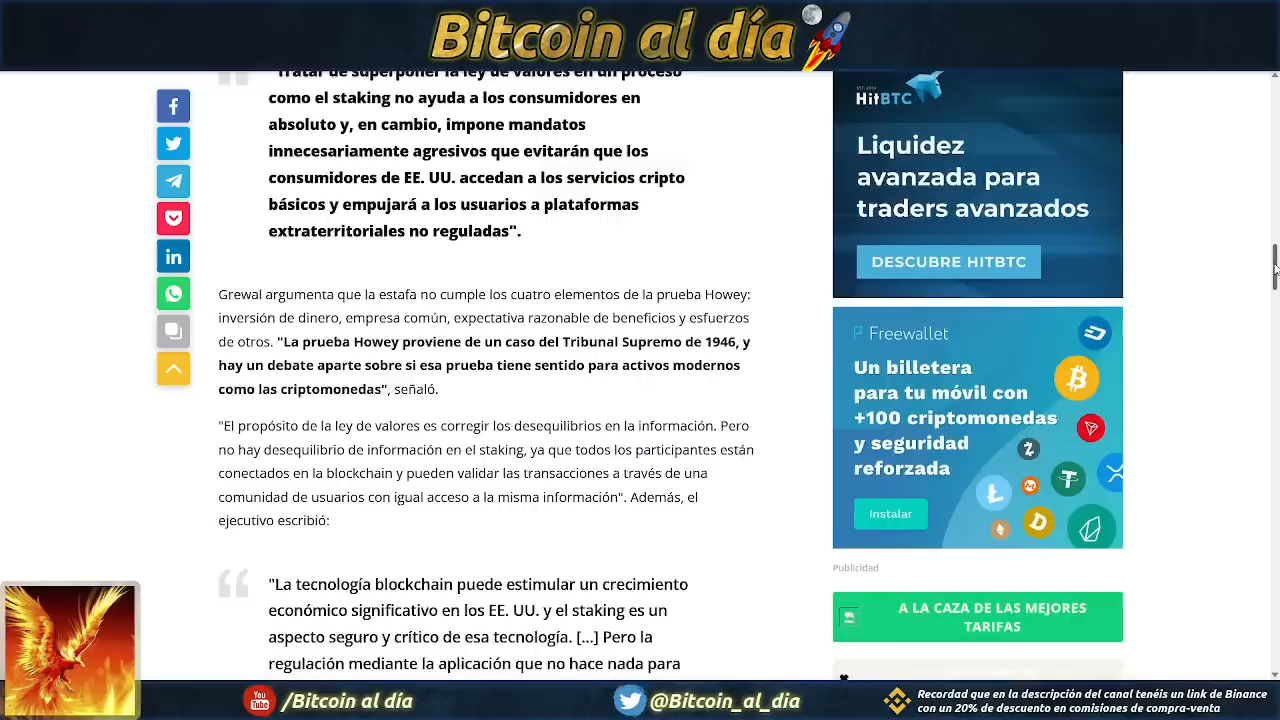 Bitcoin al día
"Tratar de superponer la ley de valores en un proceso
como el staking no ayuda a los consumidores en
absoluto y, en cambio, impone mandatos
innecesariamente agresivos que evitarán que los
consumidores de EE. UU. accedan a los servicios cripto
básicos y empujará a los usuarios a plataformas
extraterritoriales no reguladas".
Grewal argumenta que la estafa no cumple los cuatro elementos de la prueba Howey:
inversión de dinero, empresa común, expectativa razonable de beneficios y esfuerzos
de otros. "La prueba Howey proviene de un caso del Tribunal Supremo de 1946, y
hay un debate aparte sobre si esa prueba tiene sentido para activos modernos
como las criptomonedas", señaló.
"El propósito de la ley de valores es corregir los desequilibrios en la información. Pero
no hay desequilibrio de información en el staking, ya que todos los participantes están
conectados en la blockchain y pueden validar las transacciones a través de una
comunidad de usuarios con igual acceso a la misma información". Además, el
ejecutivo escribió:
"La tecnología blockchain puede estimular un crecimiento
económico significativo en los EE. UU. y el staking es un
aspecto seguro y crítico de esa tecnología. [...] Pero la
regulación mediante la aplicación que no hace nada para
HitBTC
Liquidez
avanzada para
traders avanzados
DESCUBRE HITBTC
Freewallet
Un billetera
para tu móvil con
+100 criptomonedas
y seguridad
reforzada
Instalar
Publicidad
A LA CAZA DE LAS MEJORES
TARIFAS
You
Tube
/Bitcoin al día
@Bitcoin_al_dia
Recordad que en la descripción del canal tenéis un link de Binance
con un 20% de descuento en comisiones de compra-venta